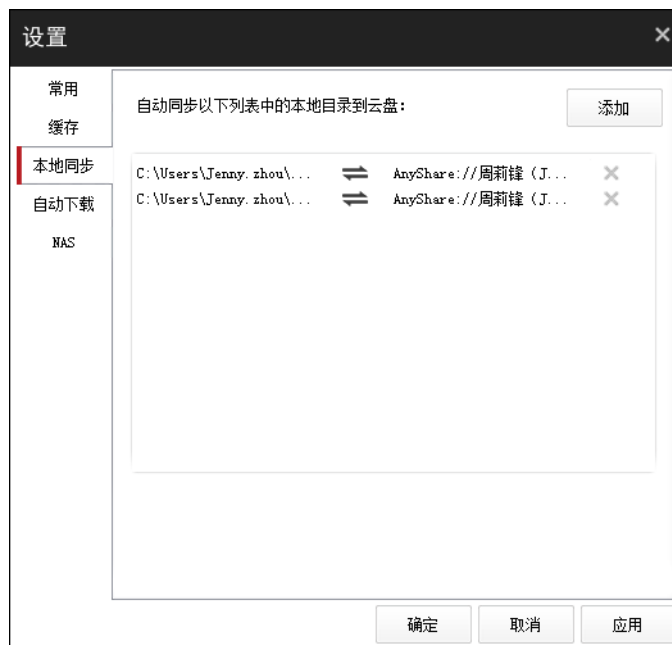 设置
常用
缓存
本地同步
自动下载
NAS
自动同步以下列表中的本地目录到云盘:
添加
C:\Users\Jenny.zhou\... AnyShare://周莉锋 (J...
C:\Users\Jenny.zhou\... AnyShare://周莉锋 (J...
确定 取消 应用